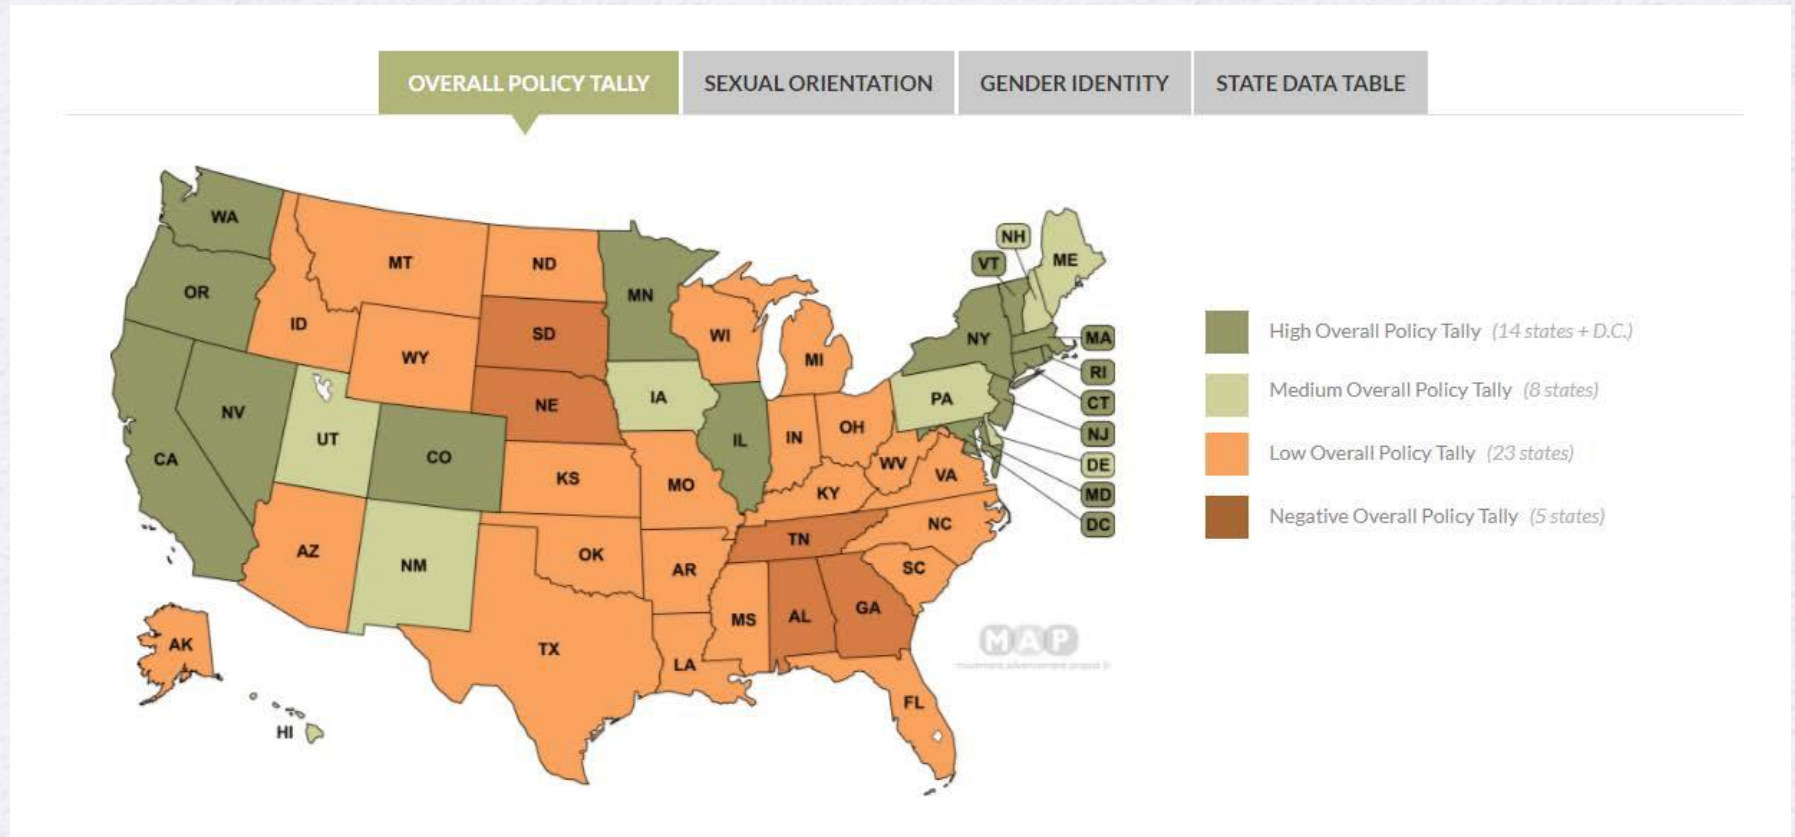 OVERALL POLICY TALLY SEXUAL ORIENTATION GENDER IDENTITY STATE DATA TABLE
WA
MT
ND
MN
OR
ID
SD
WI
WY
MI
NH
VT
ME
NY
MA
RI
CT
NJ
DE
MD
DC
NV
UT
CA
CO
NE
IA
PA
IL
IN
OH
KS
MO
WV
VA
KY
AZ
NM
OK
AR
TN
NC
SC
MS
AL
GA
AK
TX
LA
FL
HI
MAP
High Overall Policy Tally (14 states + D.C.)
Medium Overall Policy Tally (8 states)
Low Overall Policy Tally (23 states)
Negative Overall Policy Tally (5 states)